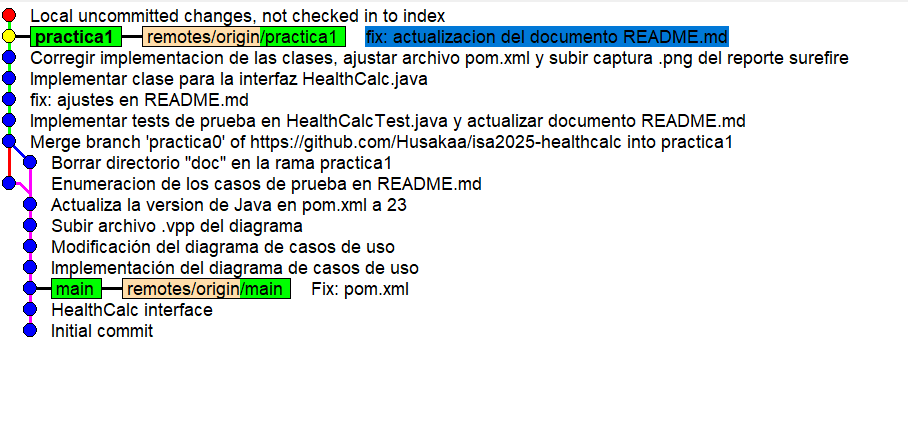 Local uncommitted changes, not checked in to index
practica1 remotes/origin/practica1 fix: actualizacion del documento README.md
Corregir implementacion de las clases, ajustar archivo pom.xml y subir captura .png del reporte surefire
Implementar clase para la interfaz HealthCalc.java
fix: ajustes en README.md
Implementar tests de prueba en HealthCalcTest.java y actualizar documento README.md
Merge branch 'practica0' of https://github.com/Husakaa/isa2025-healthcalc into practica1
Borrar directorio "doc" en la rama practica1
Enumeracion de los casos de prueba en README.md
Actualiza la version de Java en pom.xml a 23
Subir archivo .vpp del diagrama
Modificación del diagrama de casos de uso
Implementación del diagrama de casos de uso
main remotes/origin/main Fix: pom.xml
HealthCalc interface
Initial commit